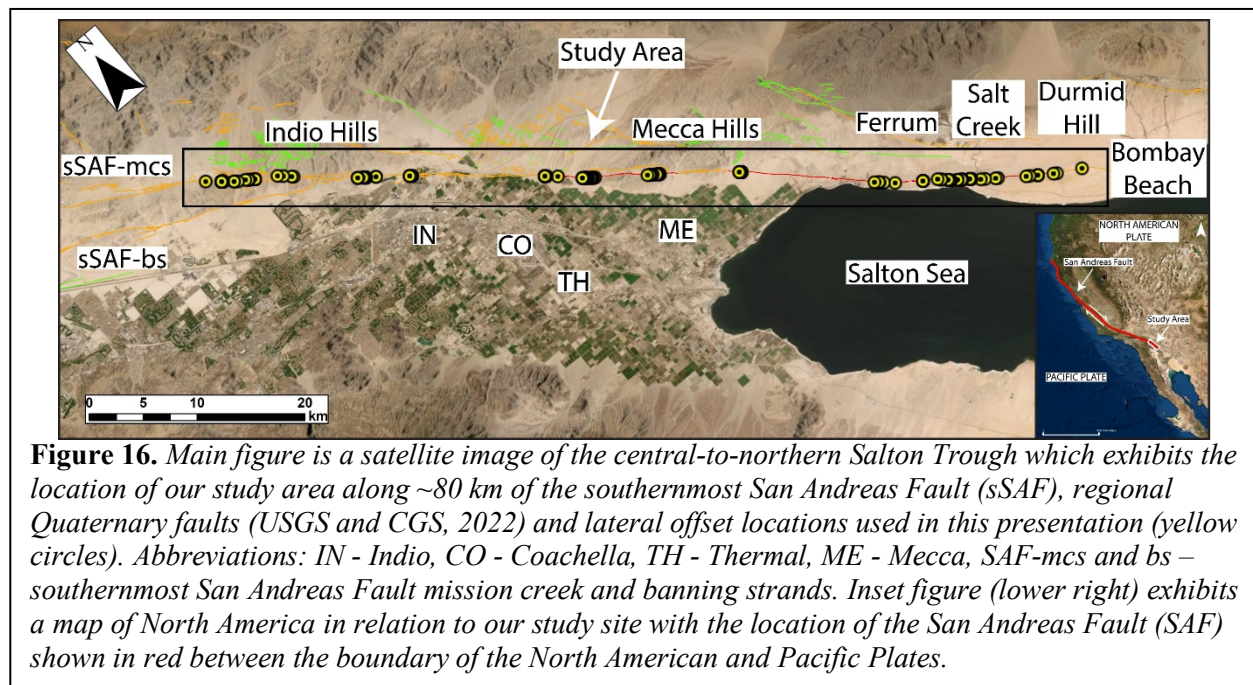 N
Study Area
Salt
Creek
Durmid
Hill
Indio Hills
Mecca Hills
Ferrum
sSAF-mcs
Bombay
Beach
IN
ME
sSAF-bs
CO
TH
Salton Sea
NORTH AMERICAN
PLATE
San Andreas Fault
Study Area
PACIFIC PLATE
0 5 10 20
km
Figure 16. Main figure is a satellite image of the central-to-northern Salton Trough which exhibits the
location of our study area along ~80 km of the southernmost San Andreas Fault (sSAF), regional
Quaternary faults (USGS and CGS, 2022) and lateral offset locations used in this presentation (yellow
circles). Abbreviations: IN - Indio, CO - Coachella, TH - Thermal, ME - Mecca, SAF-mcs and bs –
southernmost San Andreas Fault mission creek and banning strands. Inset figure (lower right) exhibits
a map of North America in relation to our study site with the location of the San Andreas Fault (SAF)
shown in red between the boundary of the North American and Pacific Plates.